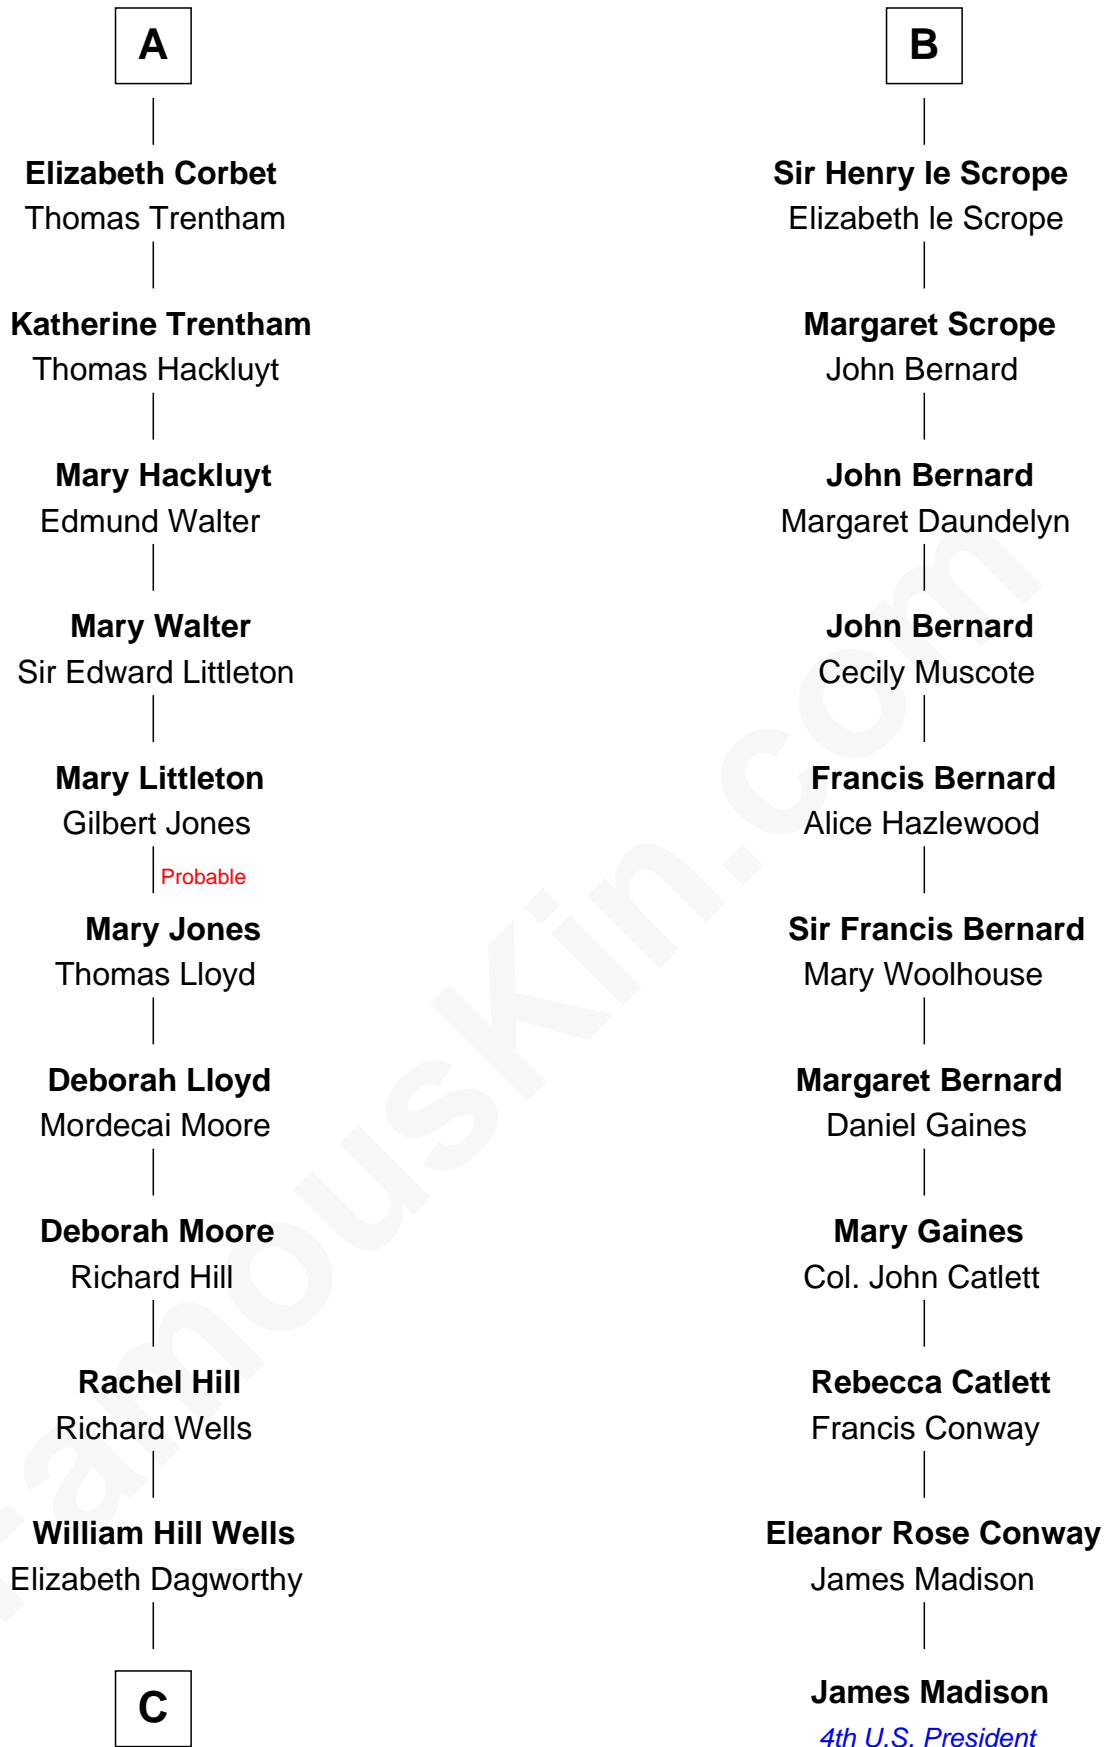 A
Elizabeth Corbet
Thomas Trentham
Katherine Trentham
Thomas Hackluyt
Mary Hackluyt
Edmund Walter
Mary Walter
Sir Edward Littleton
Mary Littleton
Gilbert Jones
Probable
Mary Jones
Thomas Lloyd
Deborah Lloyd
Mordecai Moore
Deborah Moore
Richard Hill
Rachel Hill
Richard Wells
William Hill Wells
Elizabeth Dagworthy
C
B
Sir Henry le Scrope
Elizabeth le Scrope
Margaret Scrope
John Bernard
John Bernard
Margaret Daundelyn
John Bernard
Cecily Muscote
Francis Bernard
Alice Hazlewood
Sir Francis Bernard
Mary Woolhouse
Margaret Bernard
Daniel Gaines
Mary Gaines
Col. John Catlett
Rebecca Catlett
Francis Conway
Eleanor Rose Conway
James Madison
James Madison
4th U.S. President
FamousKin.com